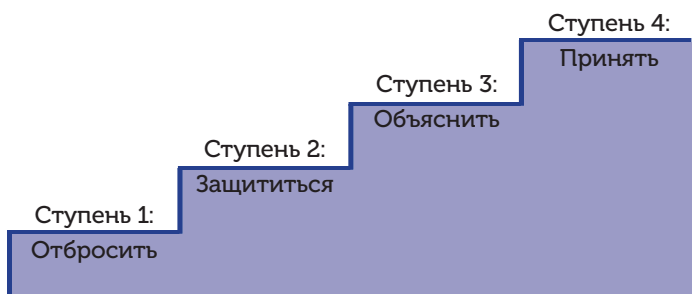 Ступень 4:
Принять
Ступень 3:
Объяснить
Ступень 2:
Защититься
Ступень 1:
Отбросить